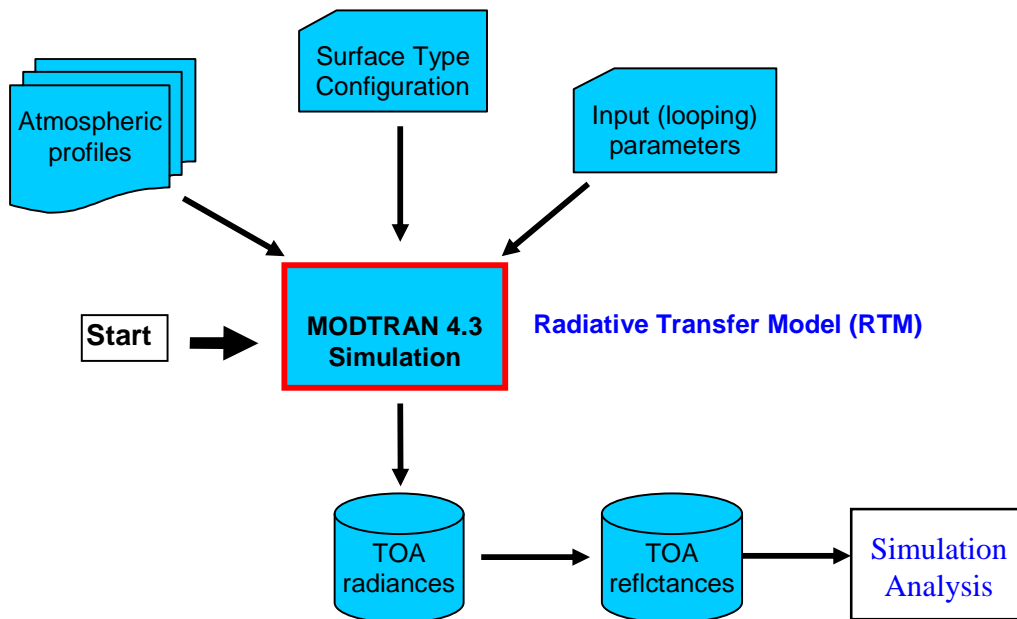 Surface Type
Configuration
Atmospheric
profiles
Input (looping)
parameters
Start
MODTRAN 4.3
Simulation
Radiative Transfer Model (RTM)
TOA
radiances
TOA
reflctances
Simulation
Analysis